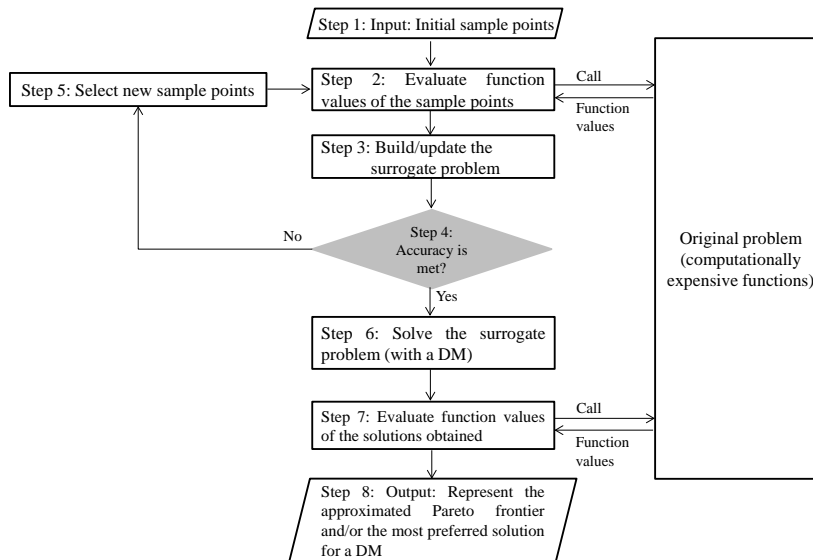 Step 1: Input: Initial sample points
Step 5: Select new sample points
Step 2: Evaluate function
values of the sample points
Call
Function
values
Step 3: Build/update the
surrogate problem
No
Step 4:
Accuracy is
met?
Yes
Original problem
(computationally
expensive functions)
Step 6: Solve the surrogate
problem (with a DM)
Step 7: Evaluate function values
of the solutions obtained
Call
Function
values
Step 8: Output: Represent the
approximated Pareto frontier
and/or the most preferred solution
for a DM